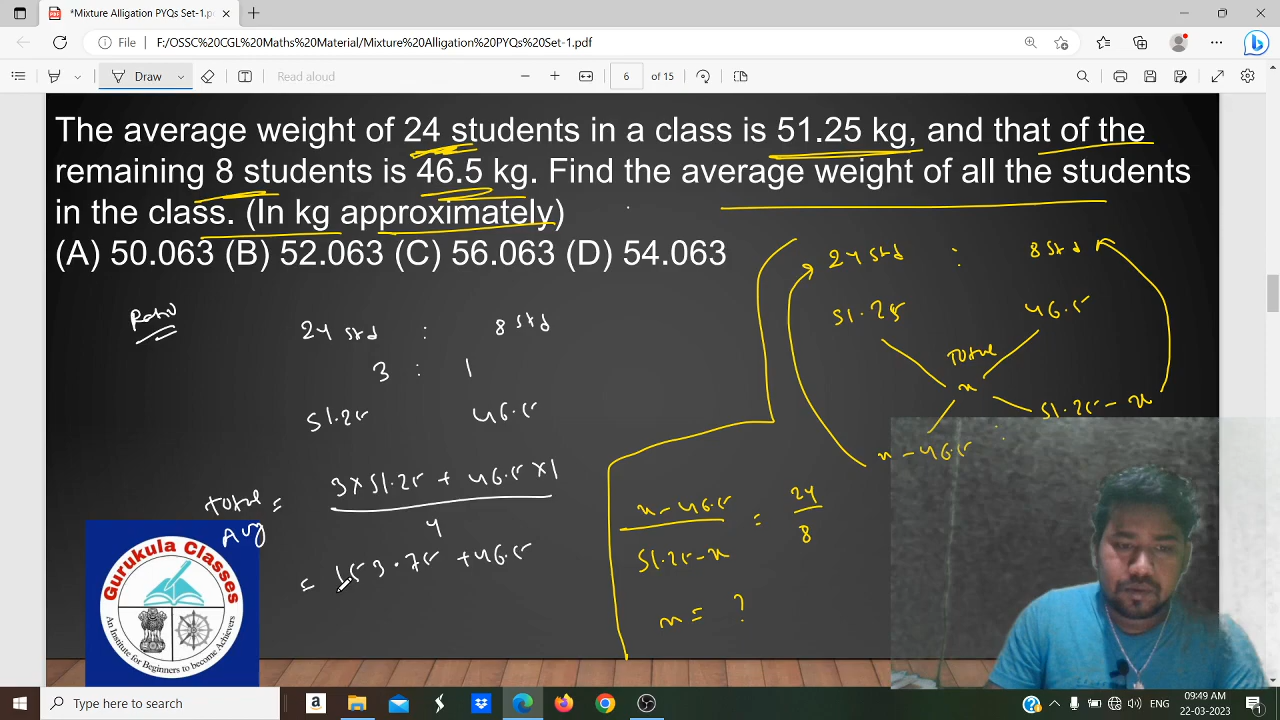 *Mixture Alligation PYQs Set-1.p
File F:/OSSC%20CGL%20Maths%20Material/Mixture%20Alligation%20PYQs%20Set-1.pdf
Draw Read aloud 6 of 15
The average weight of 24 students in a class is 51.25 kg, and that of the
remaining 8 students is 46.5 kg. Find the average weight of all the students
in the class. (In kg approximately)
(A) 50.063 (B) 52.063 (C) 56.063 (D) 54.063
24 std : 8 std
51.25 46.5
Total
x
51.25 - x
x - 46.5 :
Ratio
24 std : 8 std
3 : 1
51.25 46.5
Total Avg = 3×51.25 + 46.5×1
4
= 153.75 + 46.5
x - 46.5 = 24
51.25 - x 8
x = ?
Gurukula Classes
An Institute for Beginners to become Achievers
Type here to search
ENG
09:49 AM
22-03-2023